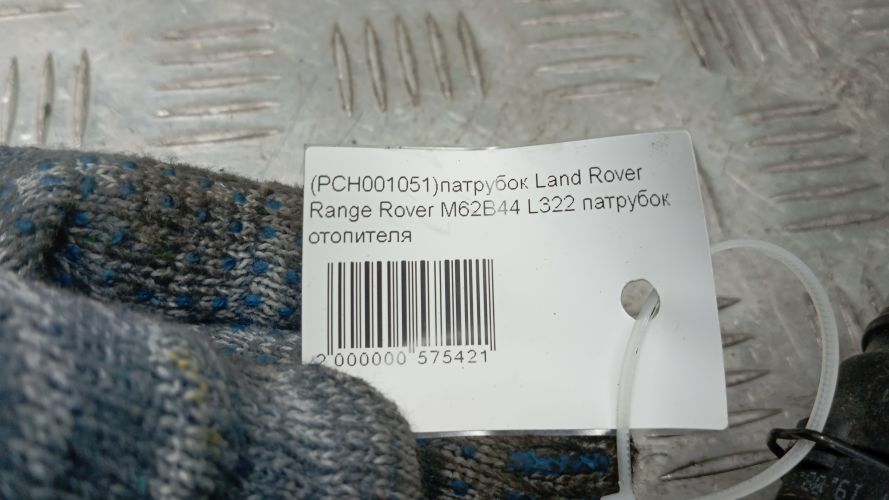 (PCH001051)патрубок Land Rover
Range Rover M62B44 L322 патрубок
отопителя
2 000000 575421